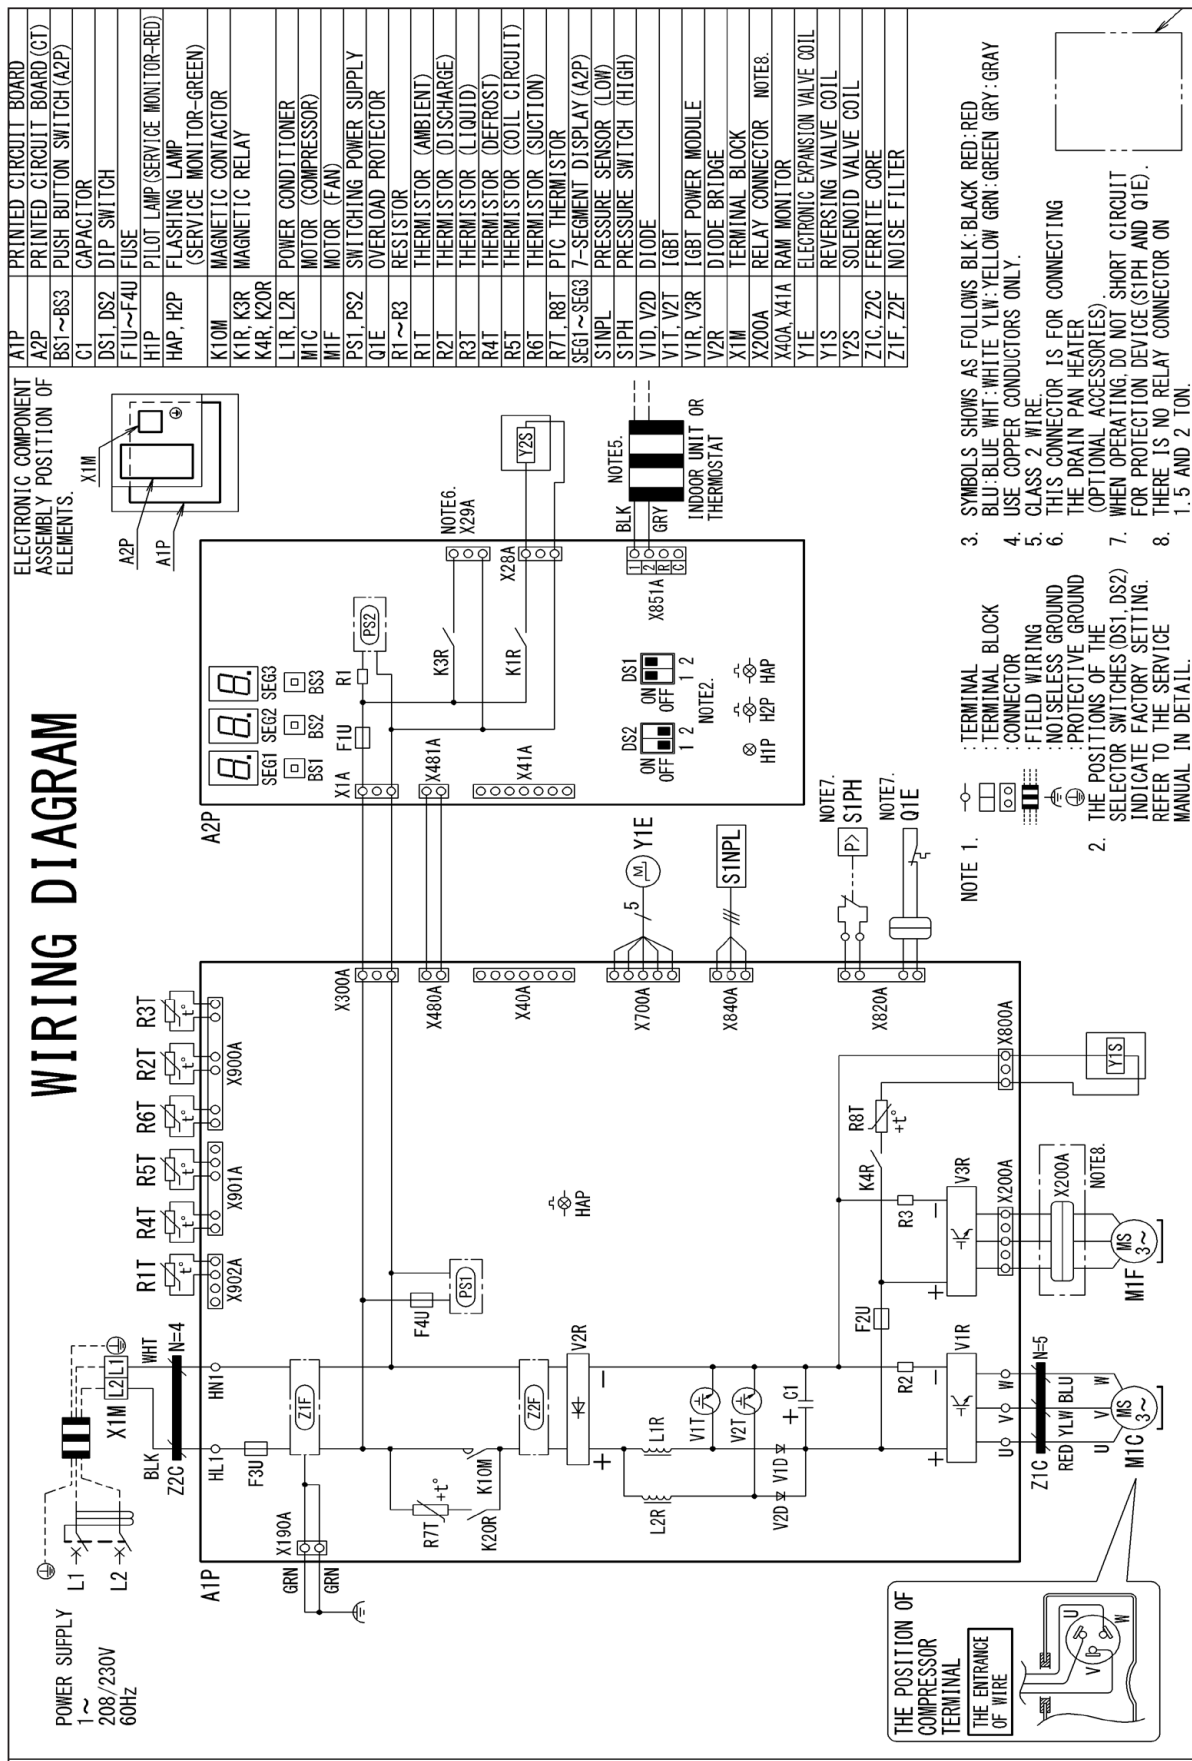 WIRING DIAGRAM
POWER SUPPLY
1~
208/230V
60Hz
L1
L2
X1M
L2 L1
BLK
WHT
Z2C
N=4
HL1
HN1
A1P
R1T
t°
R4T
t°
R5T
t°
R6T
t°
R2T
t°
R3T
t°
X902A
X901A
X900A
F3U
X190A
GRN
GRN
Z1F
X300A
X480A
X40A
X700A
X840A
X820A
F4U
PS1
R7T
+t°
K10M
K20R
Z2F
V2R
HAP
L1R
L2R
V1T
V2T
V1D
V2D
C1
F2U
R2
R3
K4R
R8T
+t°
V1R
V3R
X200A
X800A
U V W
Z1C
N=5
RED YLW BLU
U V W
MS
3~
M1C
X200A
NOTE8.
MS
3~
M1F
Y1S
THE POSITION OF
COMPRESSOR
TERMINAL
THE ENTRANCE
OF WIRE
U
V
W
A2P
SEG1 SEG2 SEG3
BS1 BS2 BS3
X1A
F1U
R1
PS2
X481A
X41A
K3R
K1R
NOTE6.
X29A
X28A
Y2S
DS2
DS1
ON
OFF
1 2
ON
OFF
1 2
NOTE2.
H1P H2P HAP
X851A
1
2
R
C
BLK
GRY
NOTE5.
INDOOR UNIT OR
THERMOSTAT
5
M
Y1E
S1NPL
NOTE7.
P>
S1PH
NOTE7.
Q1E
ELECTRONIC COMPONENT
ASSEMBLY POSITION OF
ELEMENTS.
X1M
A2P
A1P
A1P PRINTED CIRCUIT BOARD
A2P PRINTED CIRCUIT BOARD(CT)
BS1~BS3 PUSH BUTTON SWITCH(A2P)
C1 CAPACITOR
DS1, DS2 DIP SWITCH
F1U~F4U FUSE
H1P PILOT LAMP(SERVICE MONITOR-RED)
HAP, H2P FLASHING LAMP
(SERVICE MONITOR-GREEN)
K10M MAGNETIC CONTACTOR
K1R, K3R MAGNETIC RELAY
K4R, K20R
L1R, L2R POWER CONDITIONER
M1C MOTOR (COMPRESSOR)
M1F MOTOR (FAN)
PS1, PS2 SWITCHING POWER SUPPLY
Q1E OVERLOAD PROTECTOR
R1~R3 RESISTOR
R1T THERMISTOR (AMBIENT)
R2T THERMISTOR (DISCHARGE)
R3T THERMISTOR (LIQUID)
R4T THERMISTOR (DEFROST)
R5T THERMISTOR (COIL CIRCUIT)
R6T THERMISTOR (SUCTION)
R7T, R8T PTC THERMISTOR
SEG1~SEG3 7-SEGMENT DISPLAY(A2P)
S1NPL PRESSURE SENSOR (LOW)
S1PH PRESSURE SWITCH (HIGH)
V1D, V2D DIODE
V1T, V2T IGBT
V1R, V3R IGBT POWER MODULE
V2R DIODE BRIDGE
X1M TERMINAL BLOCK
X200A RELAY CONNECTOR NOTE8.
X40A, X41A RAM MONITOR
Y1E ELECTRONIC EXPANSION VALVE COIL
Y1S REVERSING VALVE COIL
Y2S SOLENOID VALVE COIL
Z1C, Z2C FERRITE CORE
Z1F, Z2F NOISE FILTER
NOTE 1.
:TERMINAL
:TERMINAL BLOCK
:CONNECTOR
:FIELD WIRING
:NOISELESS GROUND
:PROTECTIVE GROUND
2. THE POSITIONS OF THE
SELECTOR SWITCHES(DS1, DS2)
INDICATE FACTORY SETTING.
REFER TO THE SERVICE
MANUAL IN DETAIL.
3. SYMBOLS SHOWS AS FOLLOWS BLK:BLACK RED:RED
BLU:BLUE WHT:WHITE YLW:YELLOW GRN:GREEN GRY:GRAY
4. USE COPPER CONDUCTORS ONLY.
5. CLASS 2 WIRE.
6. THIS CONNECTOR IS FOR CONNECTING
THE DRAIN PAN HEATER
(OPTIONAL ACCESSORIES).
7. WHEN OPERATING, DO NOT SHORT CIRCUIT
FOR PROTECTION DEVICE(S1PH AND Q1E).
8. THERE IS NO RELAY CONNECTOR ON
1.5 AND 2 TON.